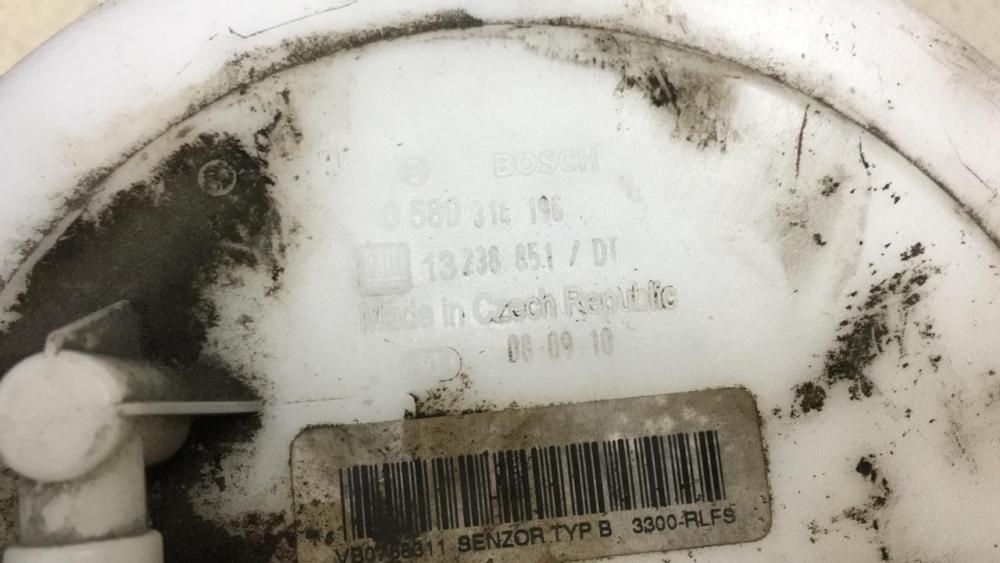 BOSCH
0 580 314 196
GM 13 238 851 / DT
Made in Czech Republic
08 09 10
SENZOR TYP B 3300-RLFS